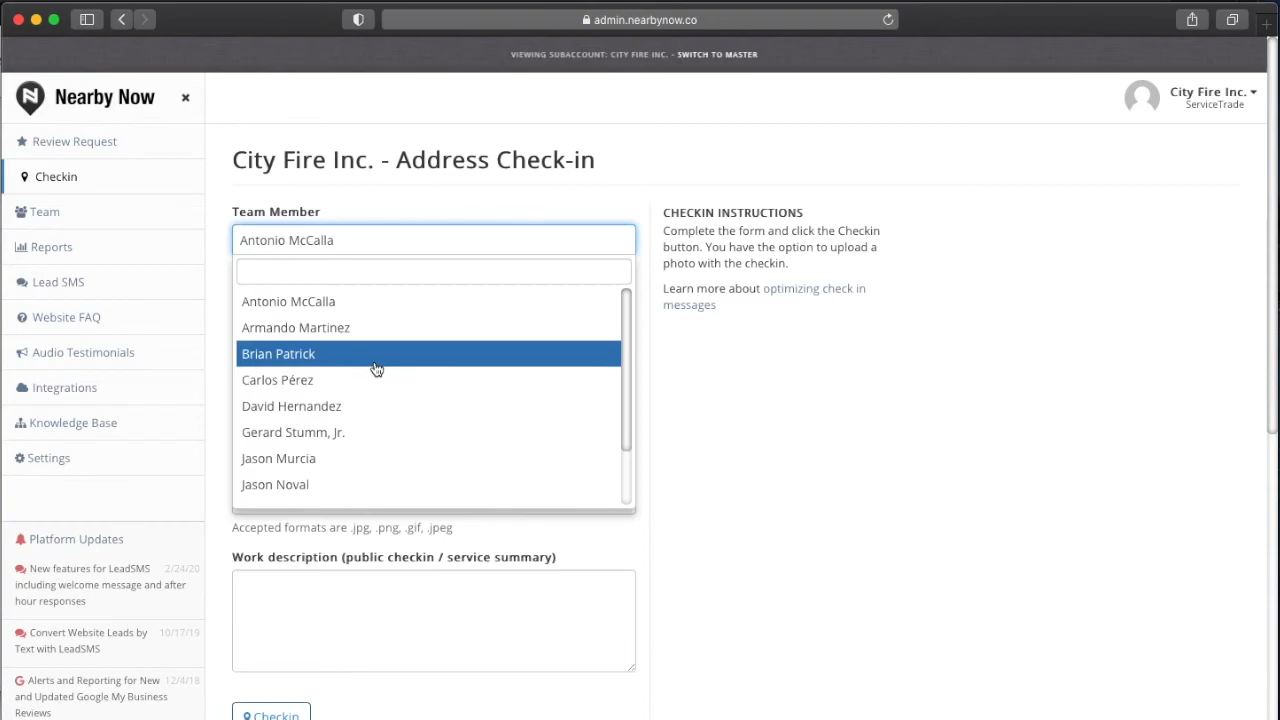 admin.nearbynow.co
VIEWING SUBACCOUNT: CITY FIRE INC. - SWITCH TO MASTER
Nearby Now ×
City Fire Inc.
ServiceTrade
Review Request
Checkin
Team
Reports
Lead SMS
Website FAQ
Audio Testimonials
Integrations
Knowledge Base
Settings
Platform Updates
New features for LeadSMS 2/24/20
including welcome message and after
hour responses
Convert Website Leads by 10/17/19
Text with LeadSMS
Alerts and Reporting for New 12/4/18
and Updated Google My Business
Reviews
City Fire Inc. - Address Check-in
Team Member
Antonio McCalla
Antonio McCalla
Armando Martinez
Brian Patrick
Carlos Pérez
David Hernandez
Gerard Stumm, Jr.
Jason Murcia
Jason Noval
Accepted formats are .jpg, .png, .gif, .jpeg
Work description (public checkin / service summary)
Checkin
CHECKIN INSTRUCTIONS
Complete the form and click the Checkin
button. You have the option to upload a
photo with the checkin.
Learn more about optimizing check in
messages